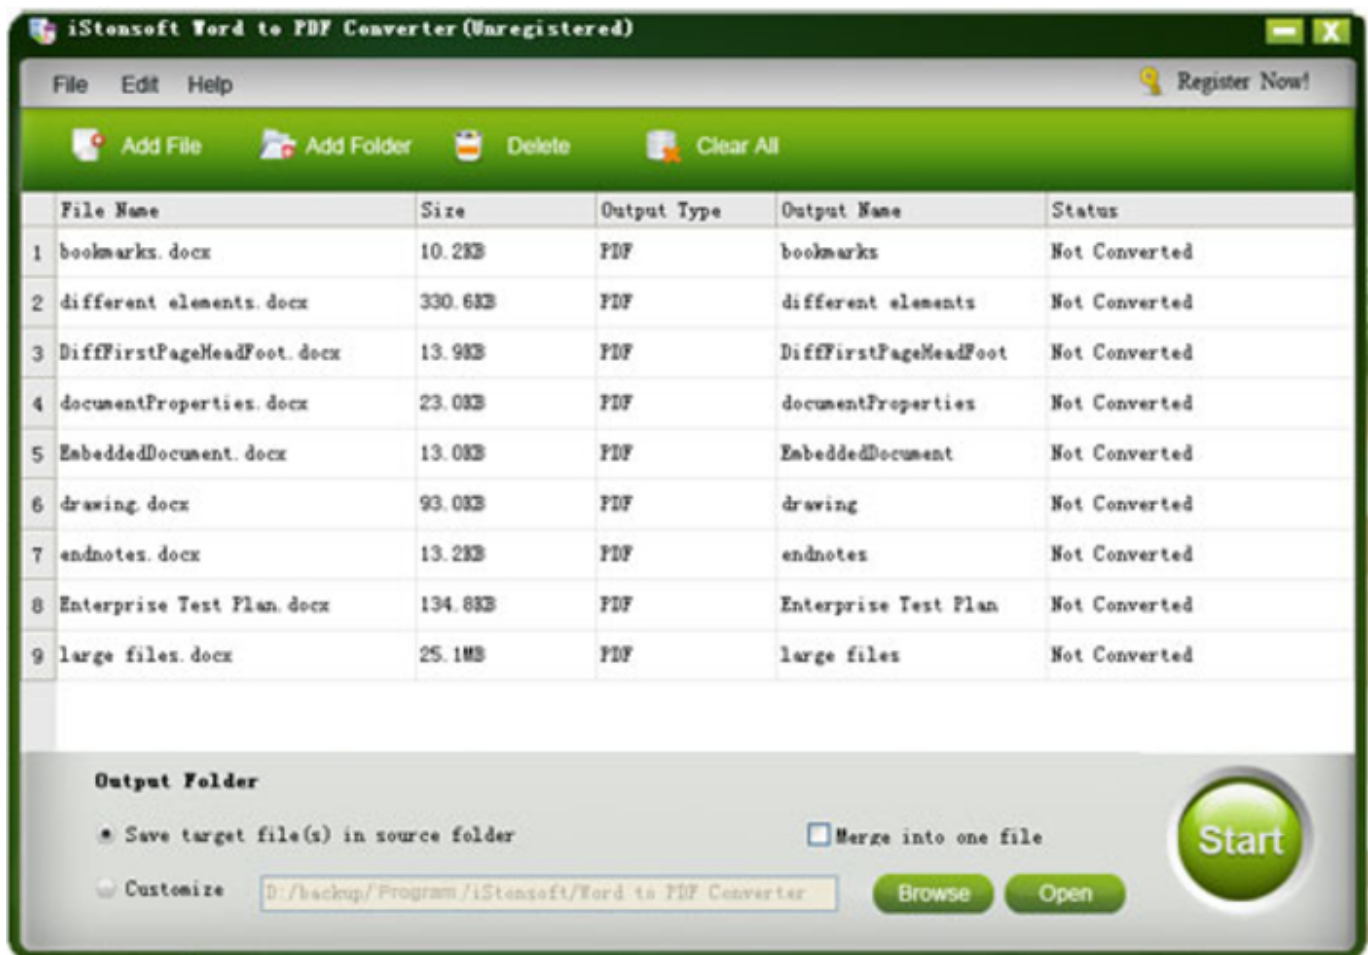 iStonsoft Word to PDF Converter(Unregistered)
File Edit Help Register Now!
Add File Add Folder Delete Clear All
File Name Size Output Type Output Name Status
1 bookmarks.docx 10.2KB PDF bookmarks Not Converted
2 different elements.docx 330.6KB PDF different elements Not Converted
3 DiffFirstPageHeadFoot.docx 13.9KB PDF DiffFirstPageHeadFoot Not Converted
4 documentProperties.docx 23.0KB PDF documentProperties Not Converted
5 EmbeddedDocument.docx 13.0KB PDF EmbeddedDocument Not Converted
6 drawing.docx 93.0KB PDF drawing Not Converted
7 endnotes.docx 13.2KB PDF endnotes Not Converted
8 Enterprise Test Plan.docx 134.8KB PDF Enterprise Test Plan Not Converted
9 large files.docx 25.1MB PDF large files Not Converted
Output Folder
Save target file(s) in source folder Merge into one file
Start
Customize D:/backup/Program/iStonsoft/Word to PDF Converter Browse Open